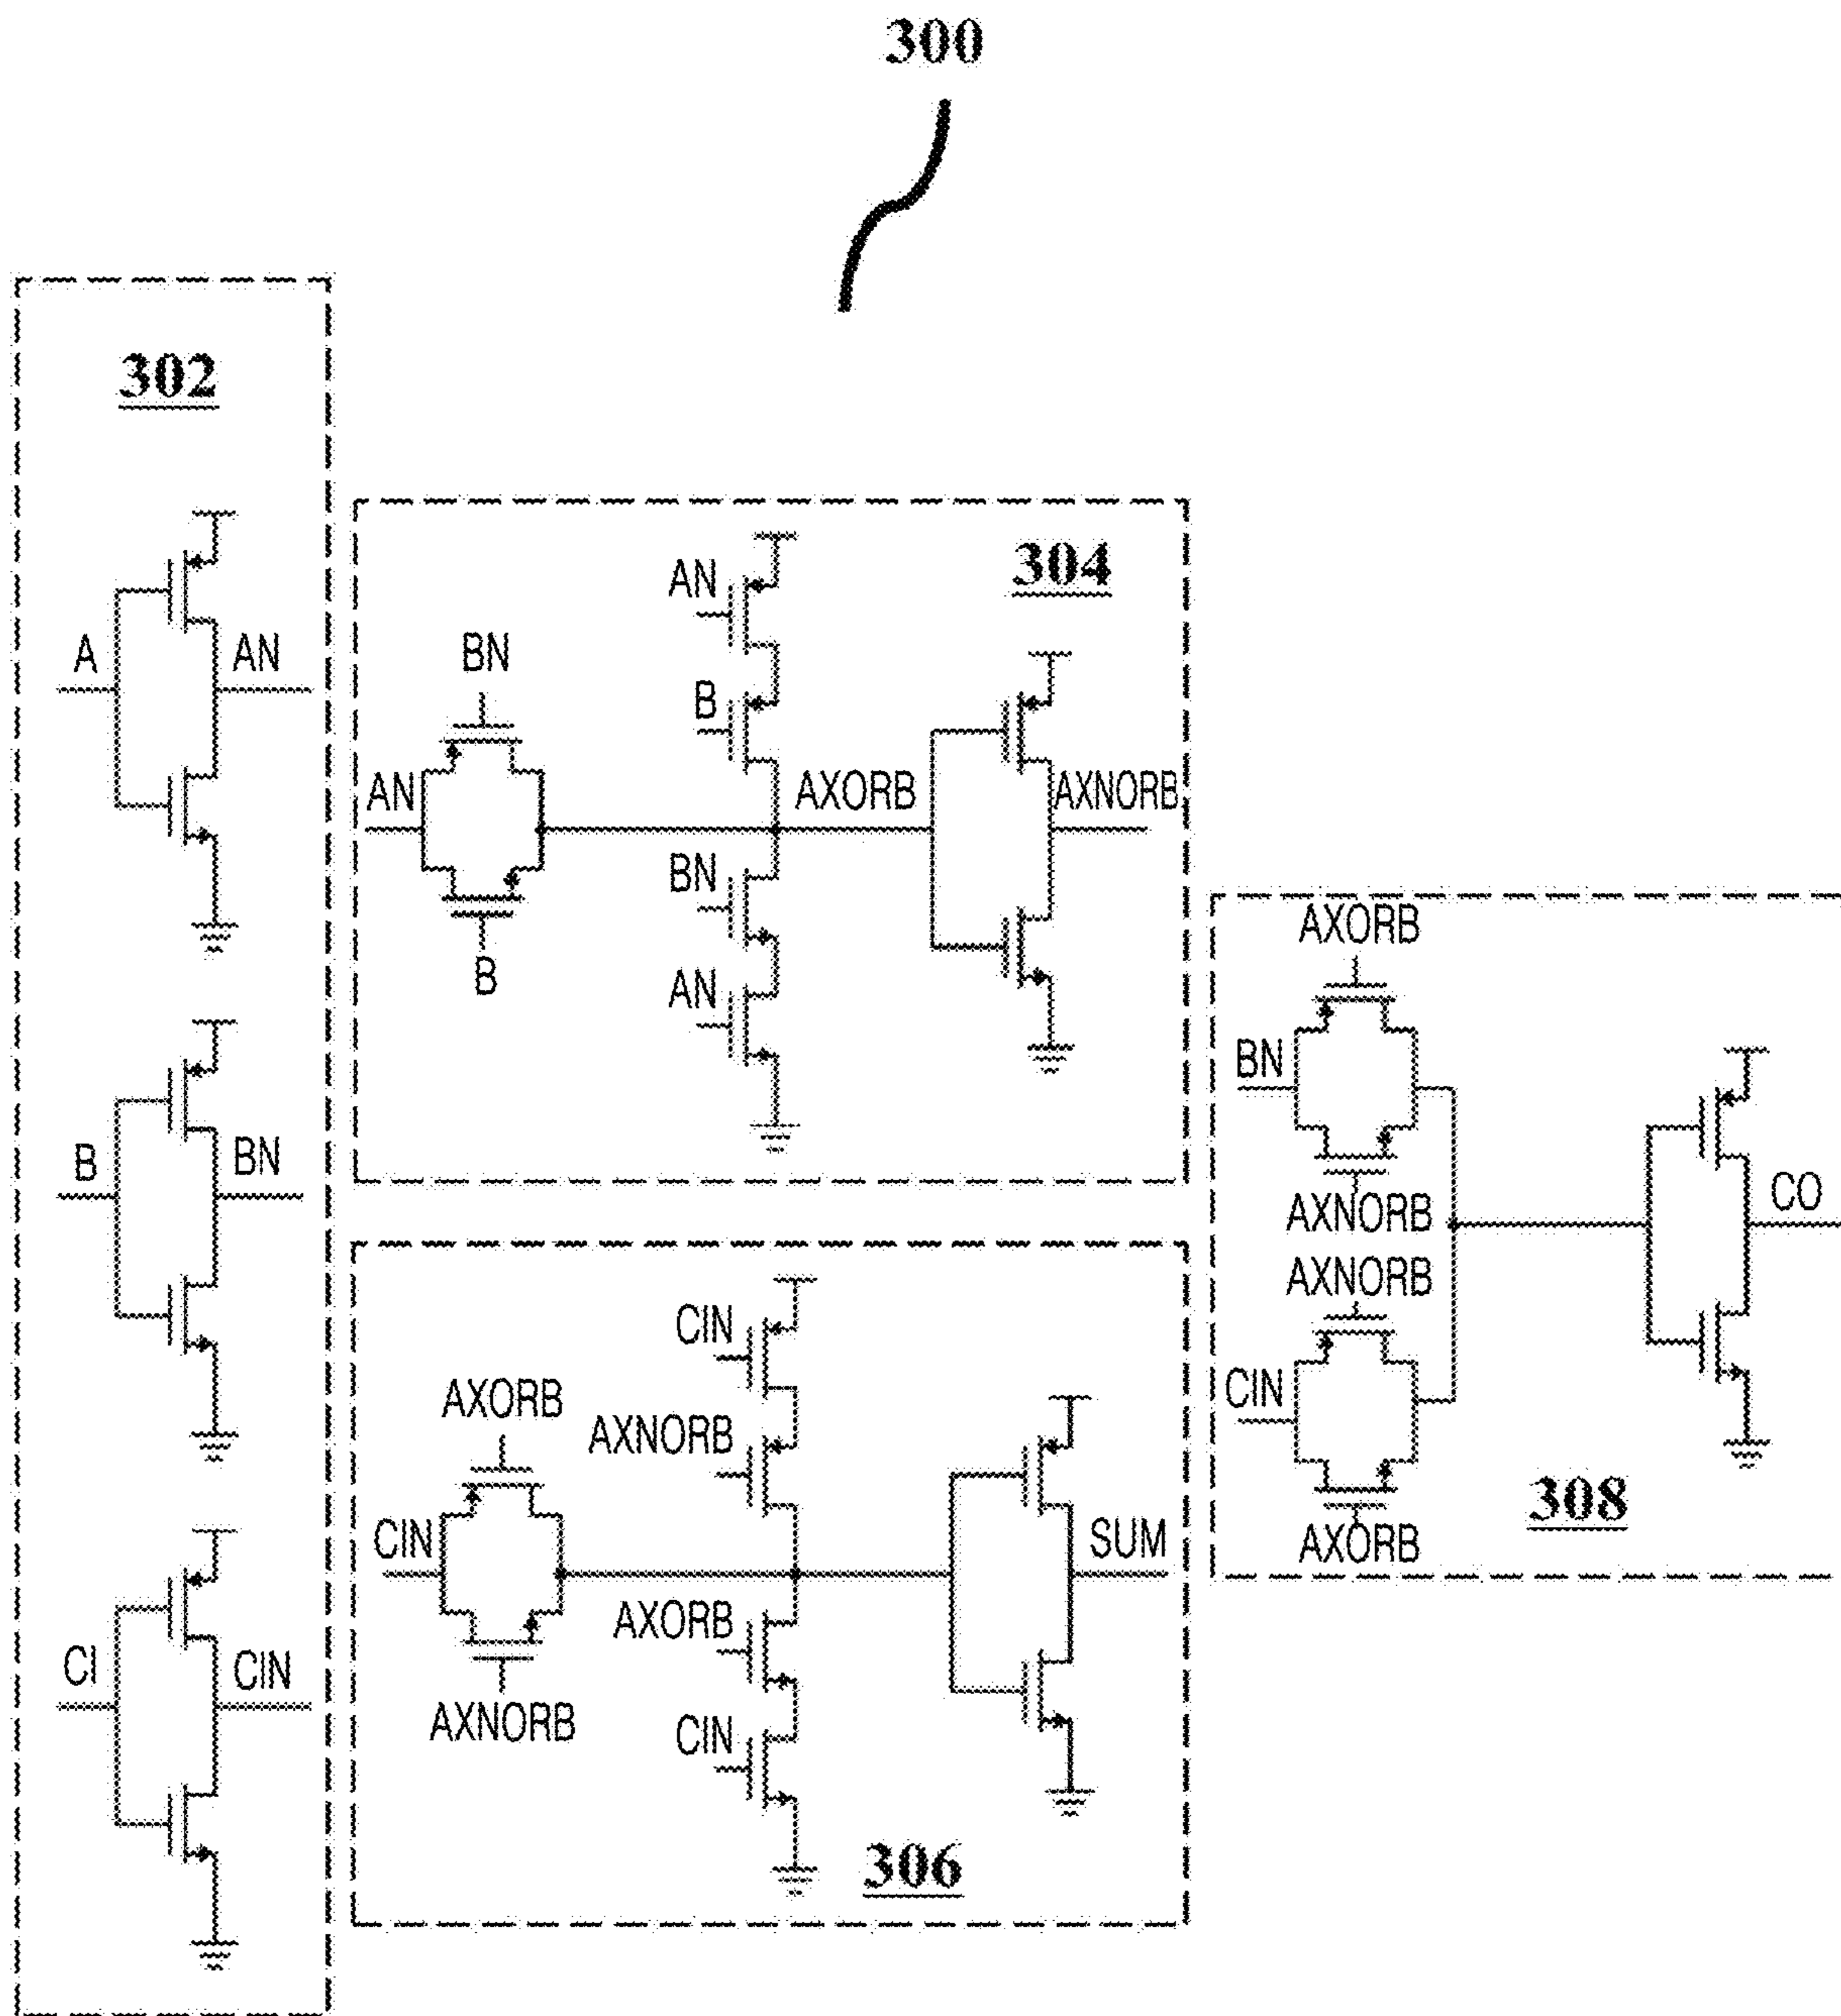 300
302
A
AN
B
BN
CI
CIN
304
AN
BN
B
AN
B
AXORB
AXNORB
BN
AN
306
CIN
AXORB
AXNORB
CIN
AXNORB
SUM
AXORB
CIN
308
AXORB
BN
AXNORB
CO
AXNORB
CIN
AXORB